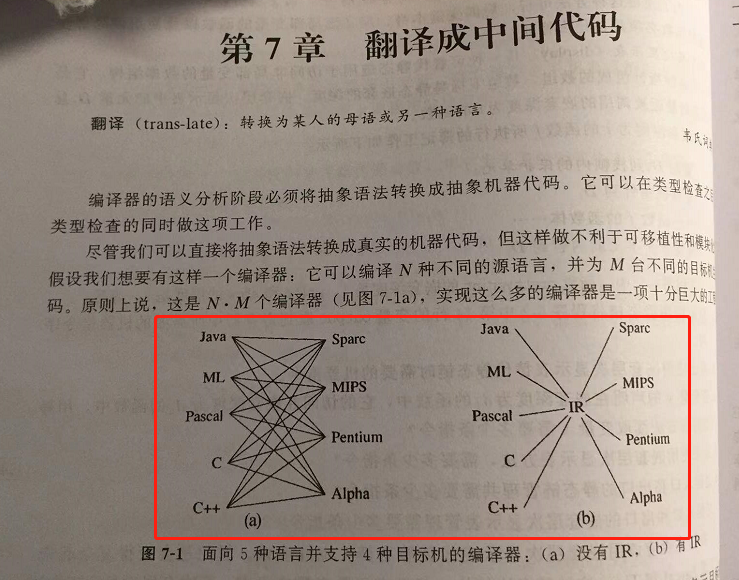 第 7 章 翻译成中间代码
翻译 (trans-late)：转换为某人的母语或另一种语言。
韦氏词
编译器的语义分析阶段必须将抽象语法转换成抽象机器代码。它可以在类型检查之
类型检查的同时做这项工作。
尽管我们可以直接将抽象语法转换成真实的机器代码，但这样做不利于可移植性和模块
假设我们想要有这样一个编译器：它可以编译 N 种不同的源语言，并为 M 台不同的目标机
码。原则上说，这是 N·M 个编译器（见图 7-1a），实现这么多的编译器是一项十分巨大的工
Java
ML
Pascal
C
C++
Sparc
MIPS
Pentium
Alpha
(a)
Java
ML
Pascal
C
C++
IR
Sparc
MIPS
Pentium
Alpha
(b)
图 7-1 面向 5 种语言并支持 4 种目标机的编译器：(a) 没有 IR，(b) 有 IR